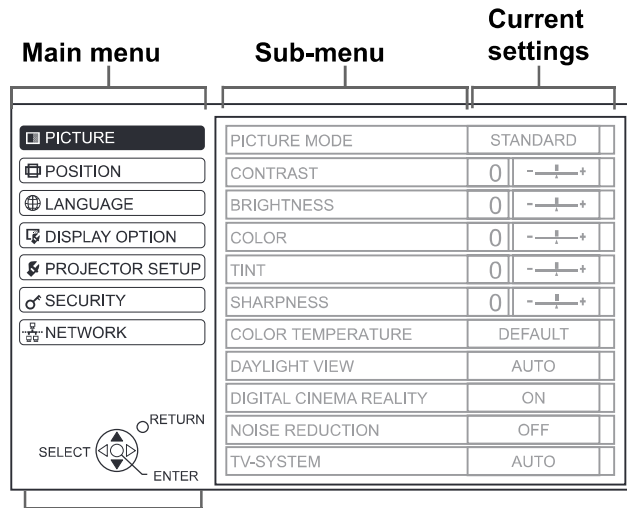 Main menu
Sub-menu
Current
settings
PICTURE
POSITION
LANGUAGE
DISPLAY OPTION
PROJECTOR SETUP
SECURITY
NETWORK
RETURN
SELECT
ENTER
PICTURE MODE STANDARD
CONTRAST 0 - +
BRIGHTNESS 0 - +
COLOR 0 - +
TINT 0 - +
SHARPNESS 0 - +
COLOR TEMPERATURE DEFAULT
DAYLIGHT VIEW AUTO
DIGITAL CINEMA REALITY ON
NOISE REDUCTION OFF
TV-SYSTEM AUTO